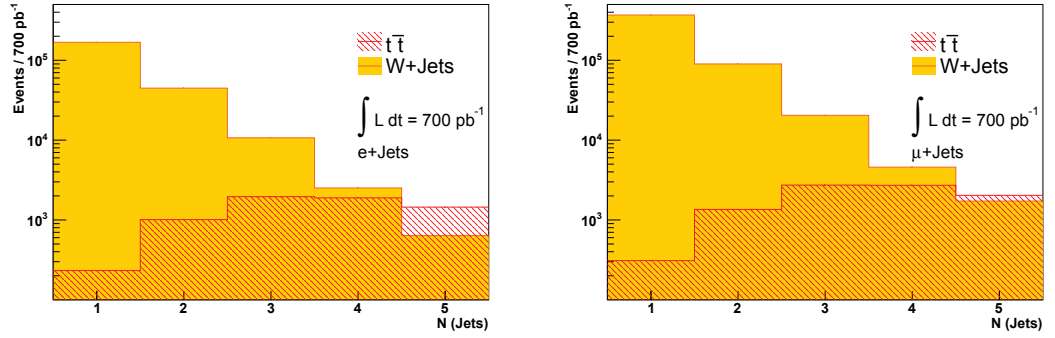 Events / 700 pb⁻¹
10⁵
10⁴
10³
tt̄
W+Jets
∫ L dt = 700 pb⁻¹
e+Jets
1 2 3 4 5
N (Jets)
Events / 700 pb⁻¹
10⁵
10⁴
10³
tt̄
W+Jets
∫ L dt = 700 pb⁻¹
μ+Jets
1 2 3 4 5
N (Jets)